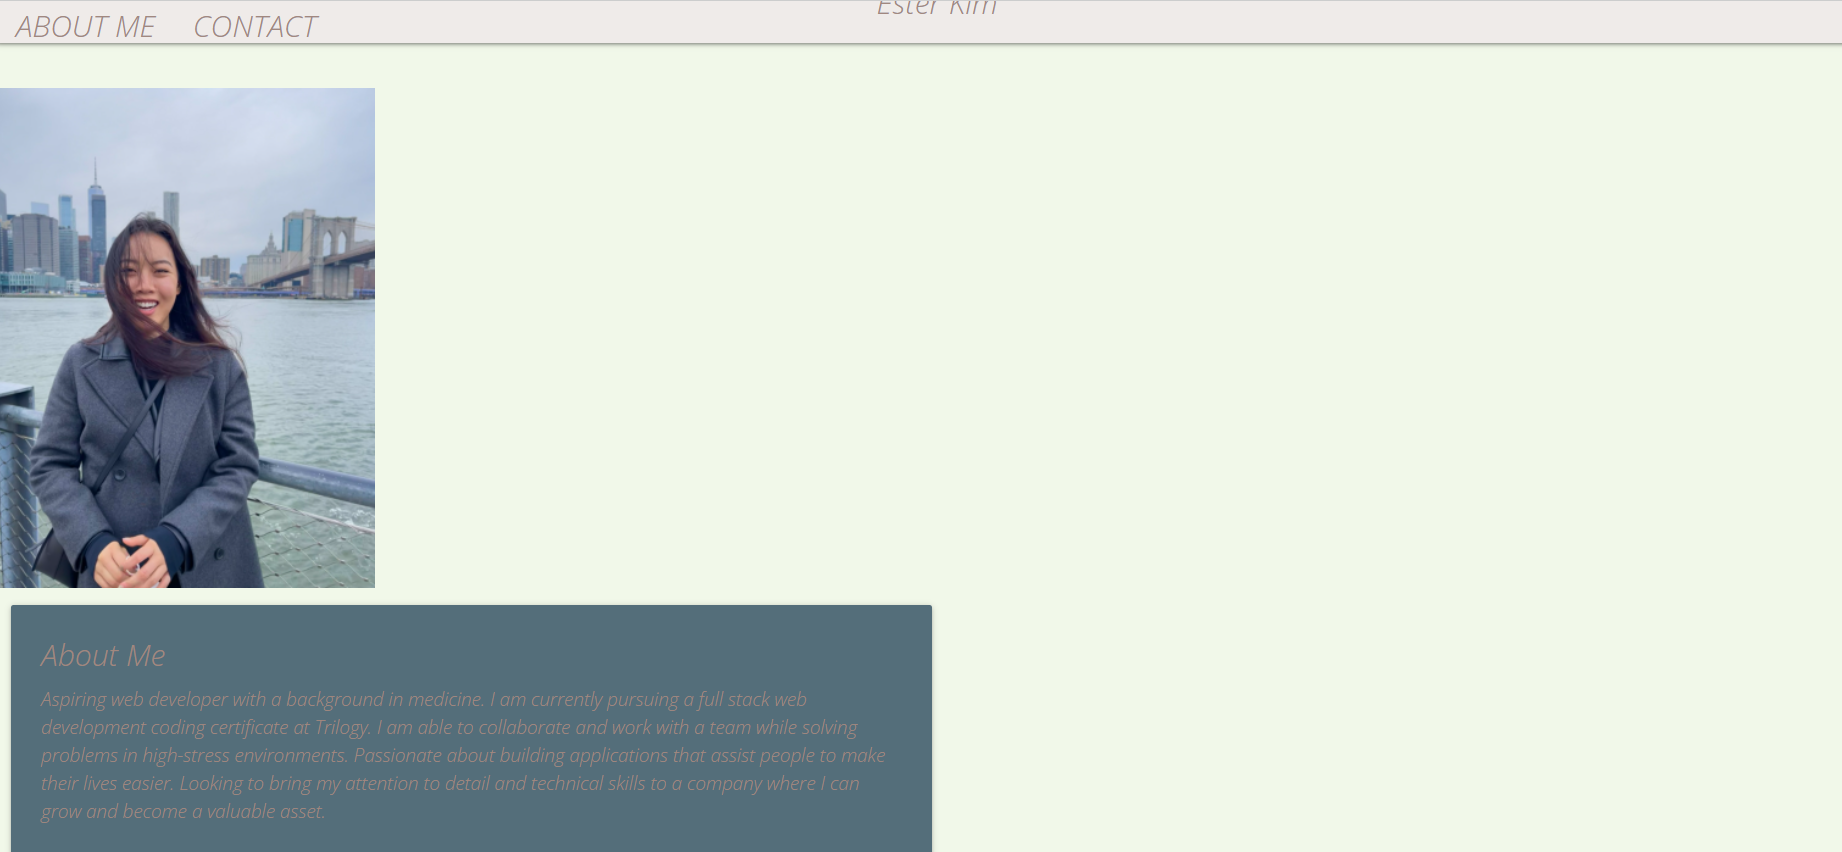 Ester Kim
ABOUT ME CONTACT
About Me
Aspiring web developer with a background in medicine. I am currently pursuing a full stack web
development coding certificate at Trilogy. I am able to collaborate and work with a team while solving
problems in high-stress environments. Passionate about building applications that assist people to make
their lives easier. Looking to bring my attention to detail and technical skills to a company where I can
grow and become a valuable asset.